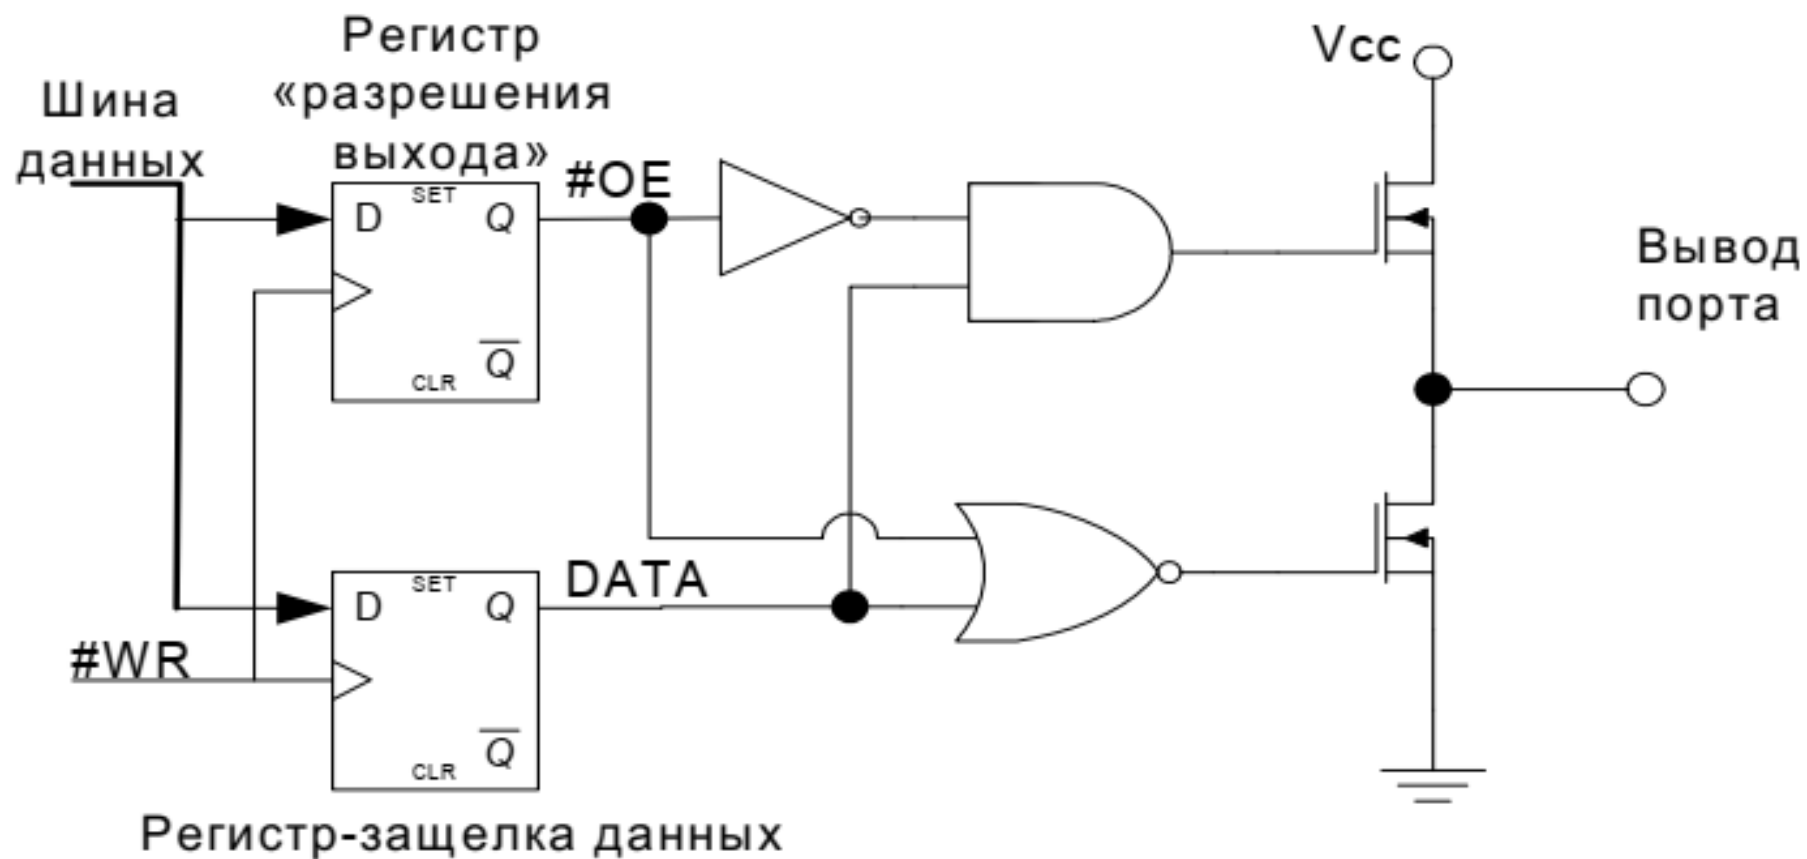 Регистр
«разрешения
выхода»
Шина
данных
#OE
Vcc
D
SET
Q
CLR
Q
Вывод
порта
DATA
D
SET
Q
CLR
Q
#WR
Регистр-защелка данных